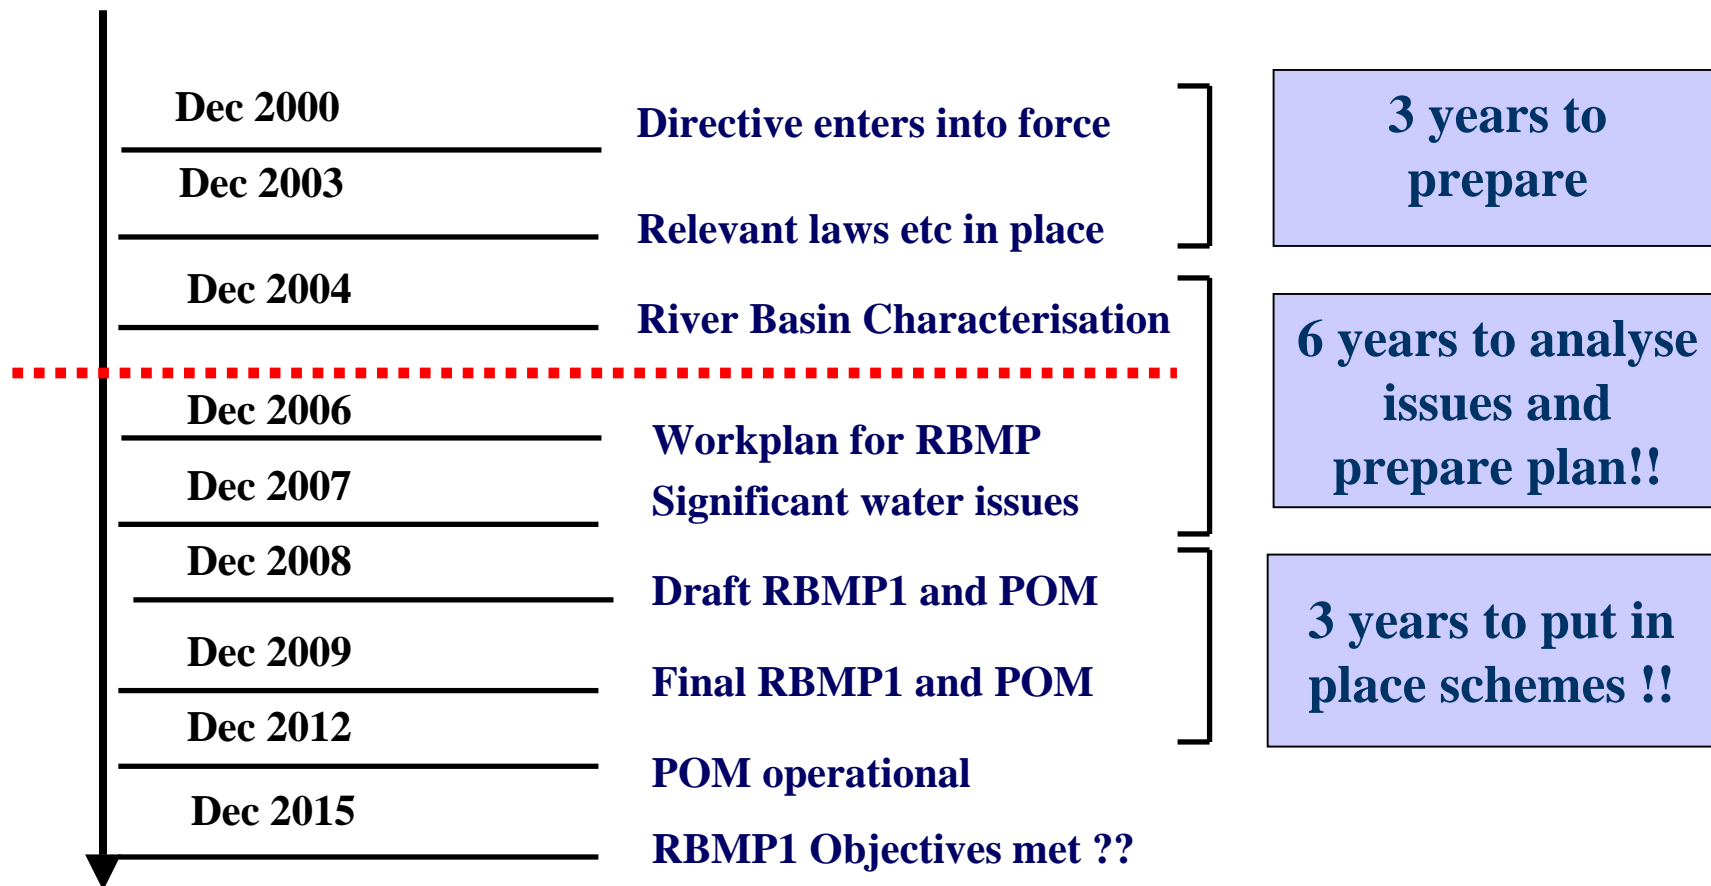 Dec 2000
Directive enters into force
Dec 2003
Relevant laws etc in place
3 years to
prepare
Dec 2004
River Basin Characterisation
Dec 2006
Workplan for RBMP
Dec 2007
Significant water issues
6 years to analyse
issues and
prepare plan!!
Dec 2008
Draft RBMP1 and POM
Dec 2009
Final RBMP1 and POM
3 years to put in
place schemes !!
Dec 2012
POM operational
Dec 2015
RBMP1 Objectives met ??